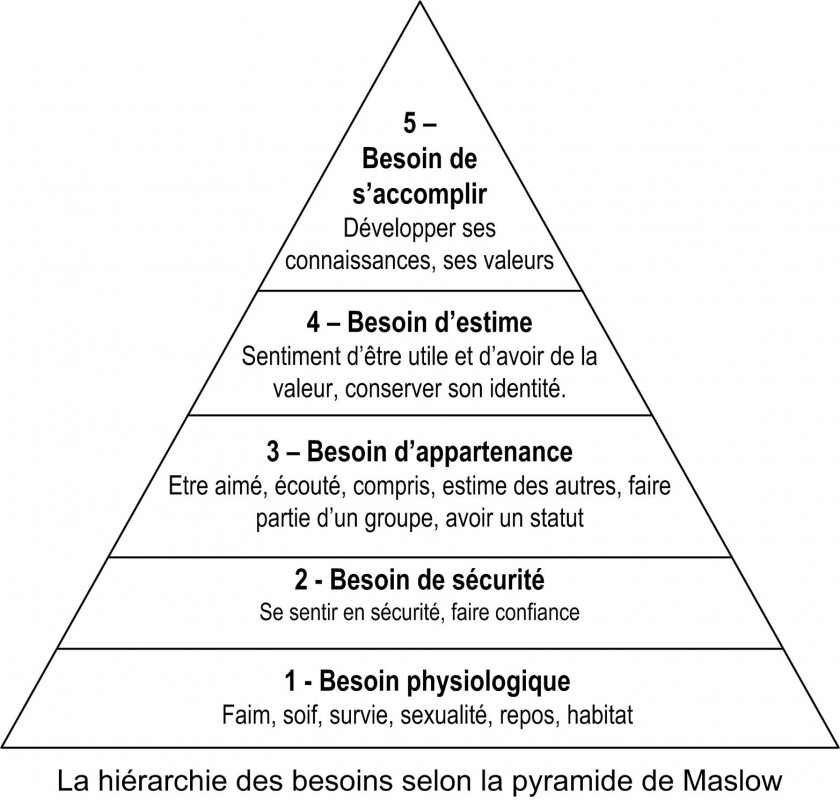 5 –
Besoin de
s’accomplir
Développer ses
connaissances, ses valeurs
4 – Besoin d’estime
Sentiment d’être utile et d’avoir de la
valeur, conserver son identité.
3 – Besoin d’appartenance
Etre aimé, écouté, compris, estime des autres, faire
partie d’un groupe, avoir un statut
2 - Besoin de sécurité
Se sentir en sécurité, faire confiance
1 - Besoin physiologique
Faim, soif, survie, sexualité, repos, habitat
La hiérarchie des besoins selon la pyramide de Maslow